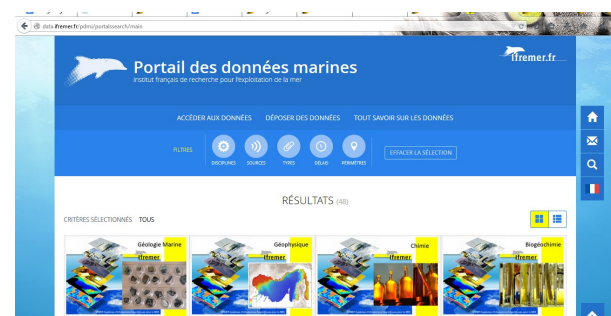 data.ifremer.fr/pdmi/portalssearch/main
Portail des données marines
Institut français de recherche pour l'exploitation de la mer
ifremer.fr
ACCÉDER AUX DONNÉES DÉPOSER DES DONNÉES TOUT SAVOIR SUR LES DONNÉES
FILTRES
DISCIPLINES SOURCES TYPES DÉLAIS PÉRIMÈTRES
EFFACER LA SÉLECTION
RÉSULTATS (48)
CRITÈRES SÉLECTIONNÉS TOUS
Géologie Marine Géophysique Chimie Biogéochimie
ifremer ifremer ifremer ifremer